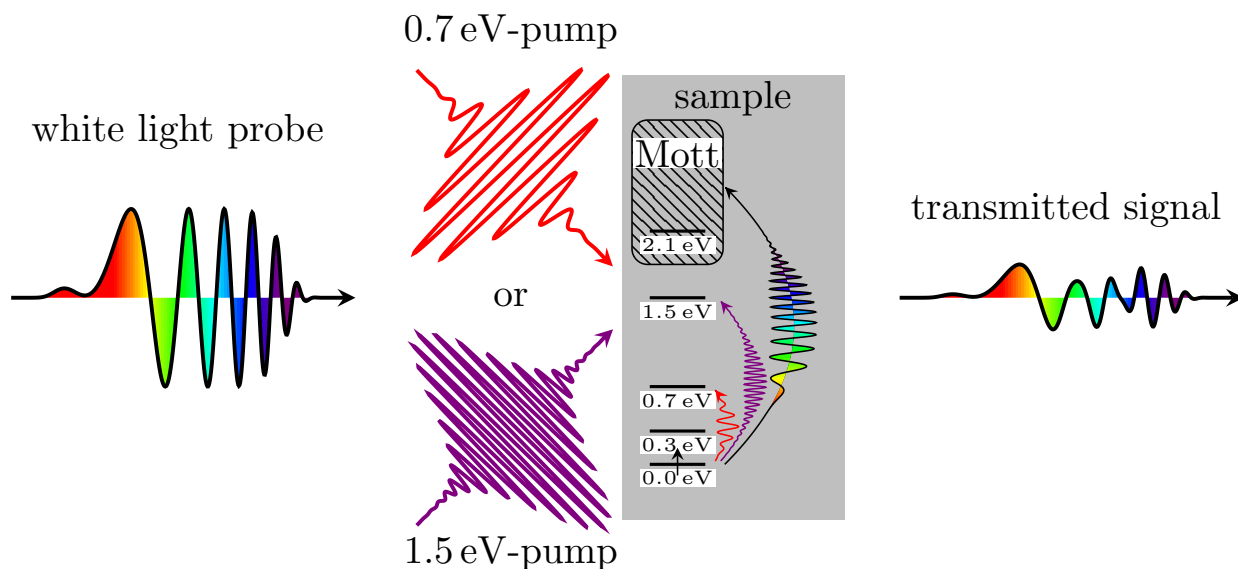 0.7 eV-pump
white light probe
sample
Mott
2.1 eV
transmitted signal
or
1.5 eV
0.7 eV
0.3 eV
0.0 eV
1.5 eV-pump